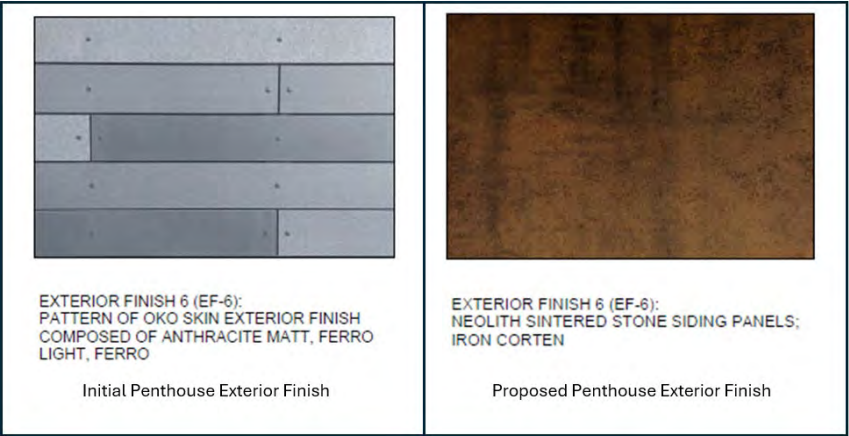 EXTERIOR FINISH 6 (EF-6):
PATTERN OF OKO SKIN EXTERIOR FINISH
COMPOSED OF ANTHRACITE MATT, FERRO
LIGHT, FERRO
Initial Penthouse Exterior Finish
EXTERIOR FINISH 6 (EF-6):
NEOLITH SINTERED STONE SIDING PANELS;
IRON CORTEN
Proposed Penthouse Exterior Finish